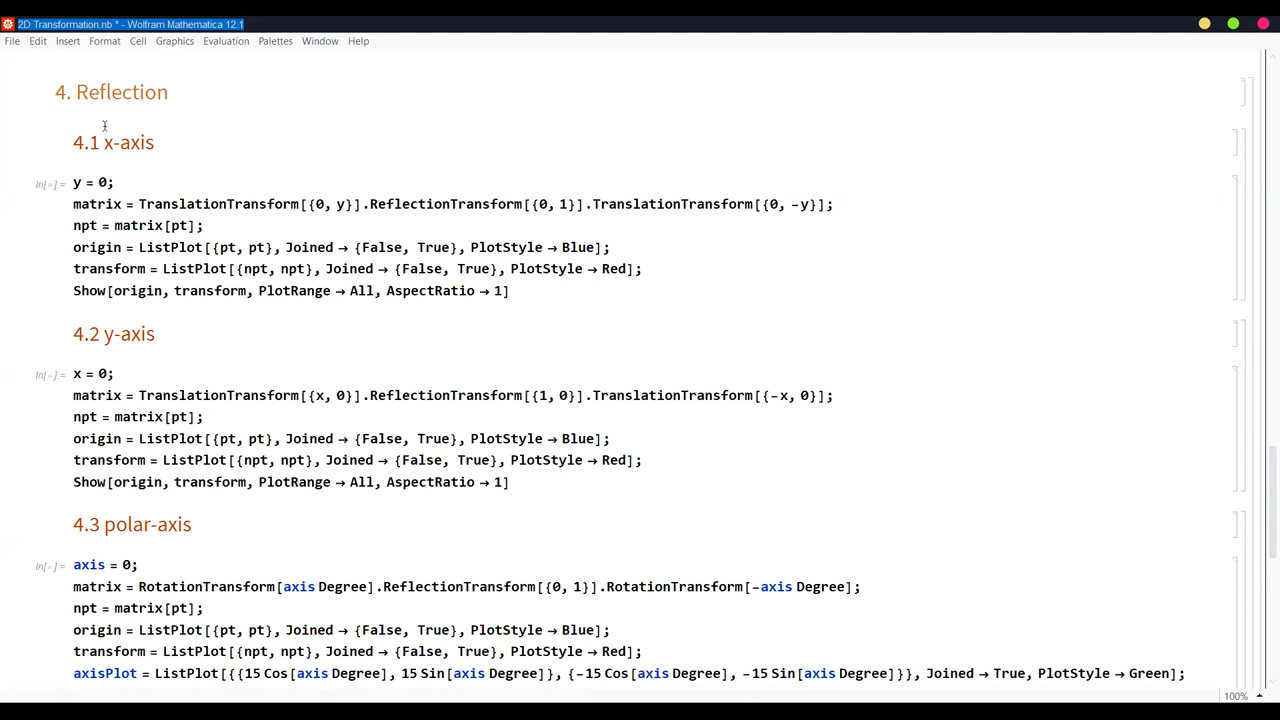 2D Transformation.nb * - Wolfram Mathematica 12.1
File Edit Insert Format Cell Graphics Evaluation Palettes Window Help
4. Reflection
4.1 x-axis
In[∘]:= y = 0;
matrix = TranslationTransform[{0, y}].ReflectionTransform[{0, 1}].TranslationTransform[{0, -y}];
npt = matrix[pt];
origin = ListPlot[{pt, pt}, Joined → {False, True}, PlotStyle → Blue];
transform = ListPlot[{npt, npt}, Joined → {False, True}, PlotStyle → Red];
Show[origin, transform, PlotRange → All, AspectRatio → 1]
4.2 y-axis
In[∘]:= x = 0;
matrix = TranslationTransform[{x, 0}].ReflectionTransform[{1, 0}].TranslationTransform[{-x, 0}];
npt = matrix[pt];
origin = ListPlot[{pt, pt}, Joined → {False, True}, PlotStyle → Blue];
transform = ListPlot[{npt, npt}, Joined → {False, True}, PlotStyle → Red];
Show[origin, transform, PlotRange → All, AspectRatio → 1]
4.3 polar-axis
In[∘]:= axis = 0;
matrix = RotationTransform[axis Degree].ReflectionTransform[{0, 1}].RotationTransform[-axis Degree];
npt = matrix[pt];
origin = ListPlot[{pt, pt}, Joined → {False, True}, PlotStyle → Blue];
transform = ListPlot[{npt, npt}, Joined → {False, True}, PlotStyle → Red];
axisPlot = ListPlot[{{15 Cos[axis Degree], 15 Sin[axis Degree]}, {-15 Cos[axis Degree], -15 Sin[axis Degree]}}, Joined → True, PlotStyle → Green];
100%